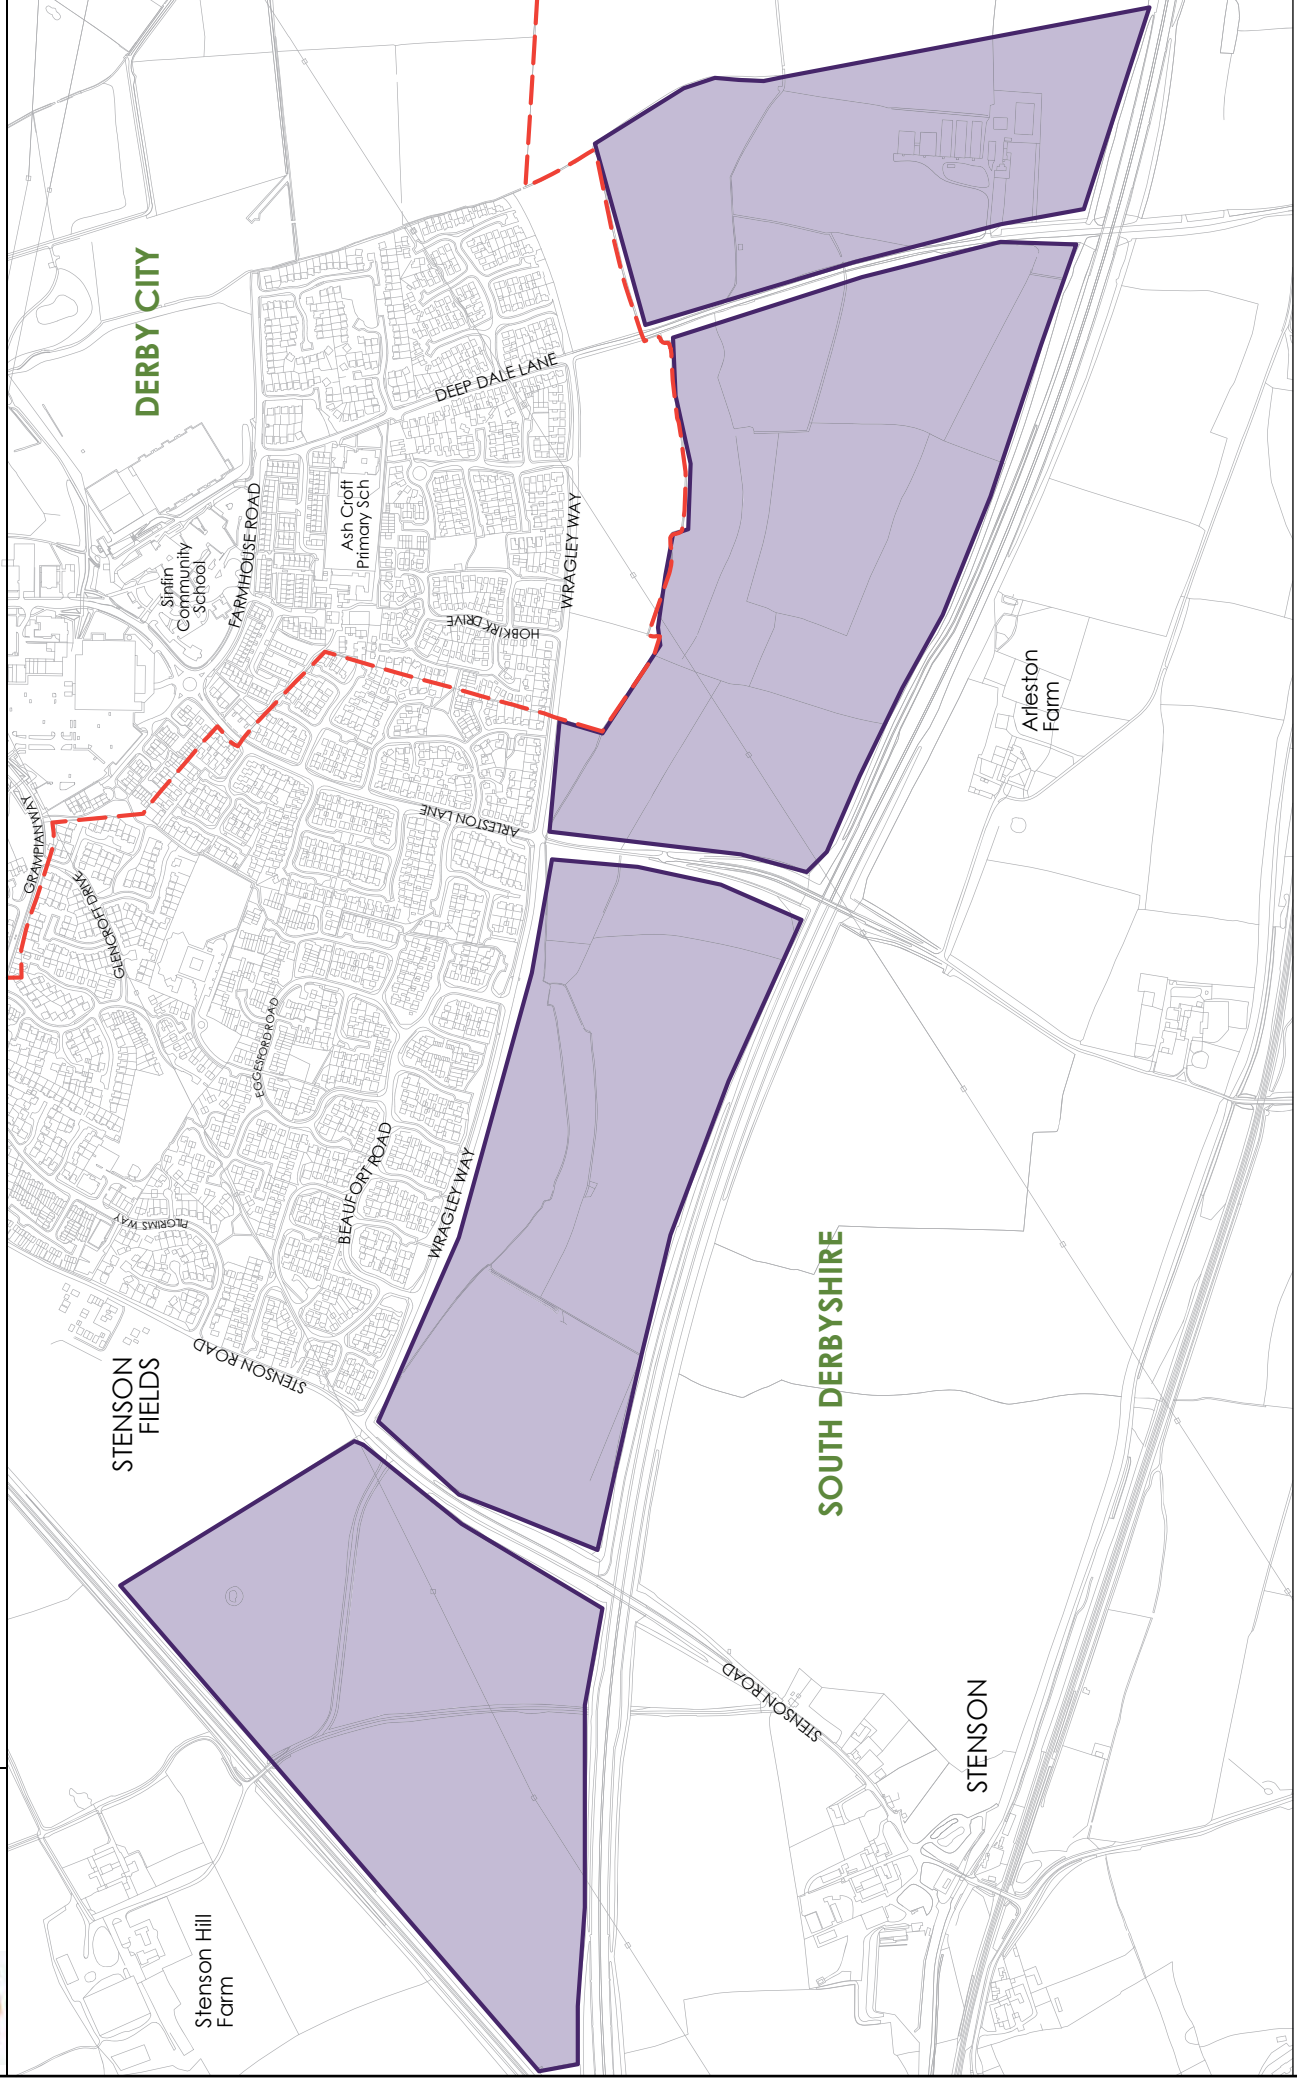 DERBY CITY
GRAMPIAN WAY
GLENCROFT DRIVE
Sinfin
Community
School
FARMHOUSE ROAD
Ash Croft
Primary Sch
DEEP DALE LANE
HOBKIRK DRIVE
WRAGLEY WAY
ARLESTON LANE
EGGESFORD ROAD
BEAUFORT ROAD
WRAGLEY WAY
PILGRIMS WAY
STENSON ROAD
STENSON
FIELDS
Stenson Hill
Farm
Arleston
Farm
SOUTH DERBYSHIRE
STENSON ROAD
STENSON